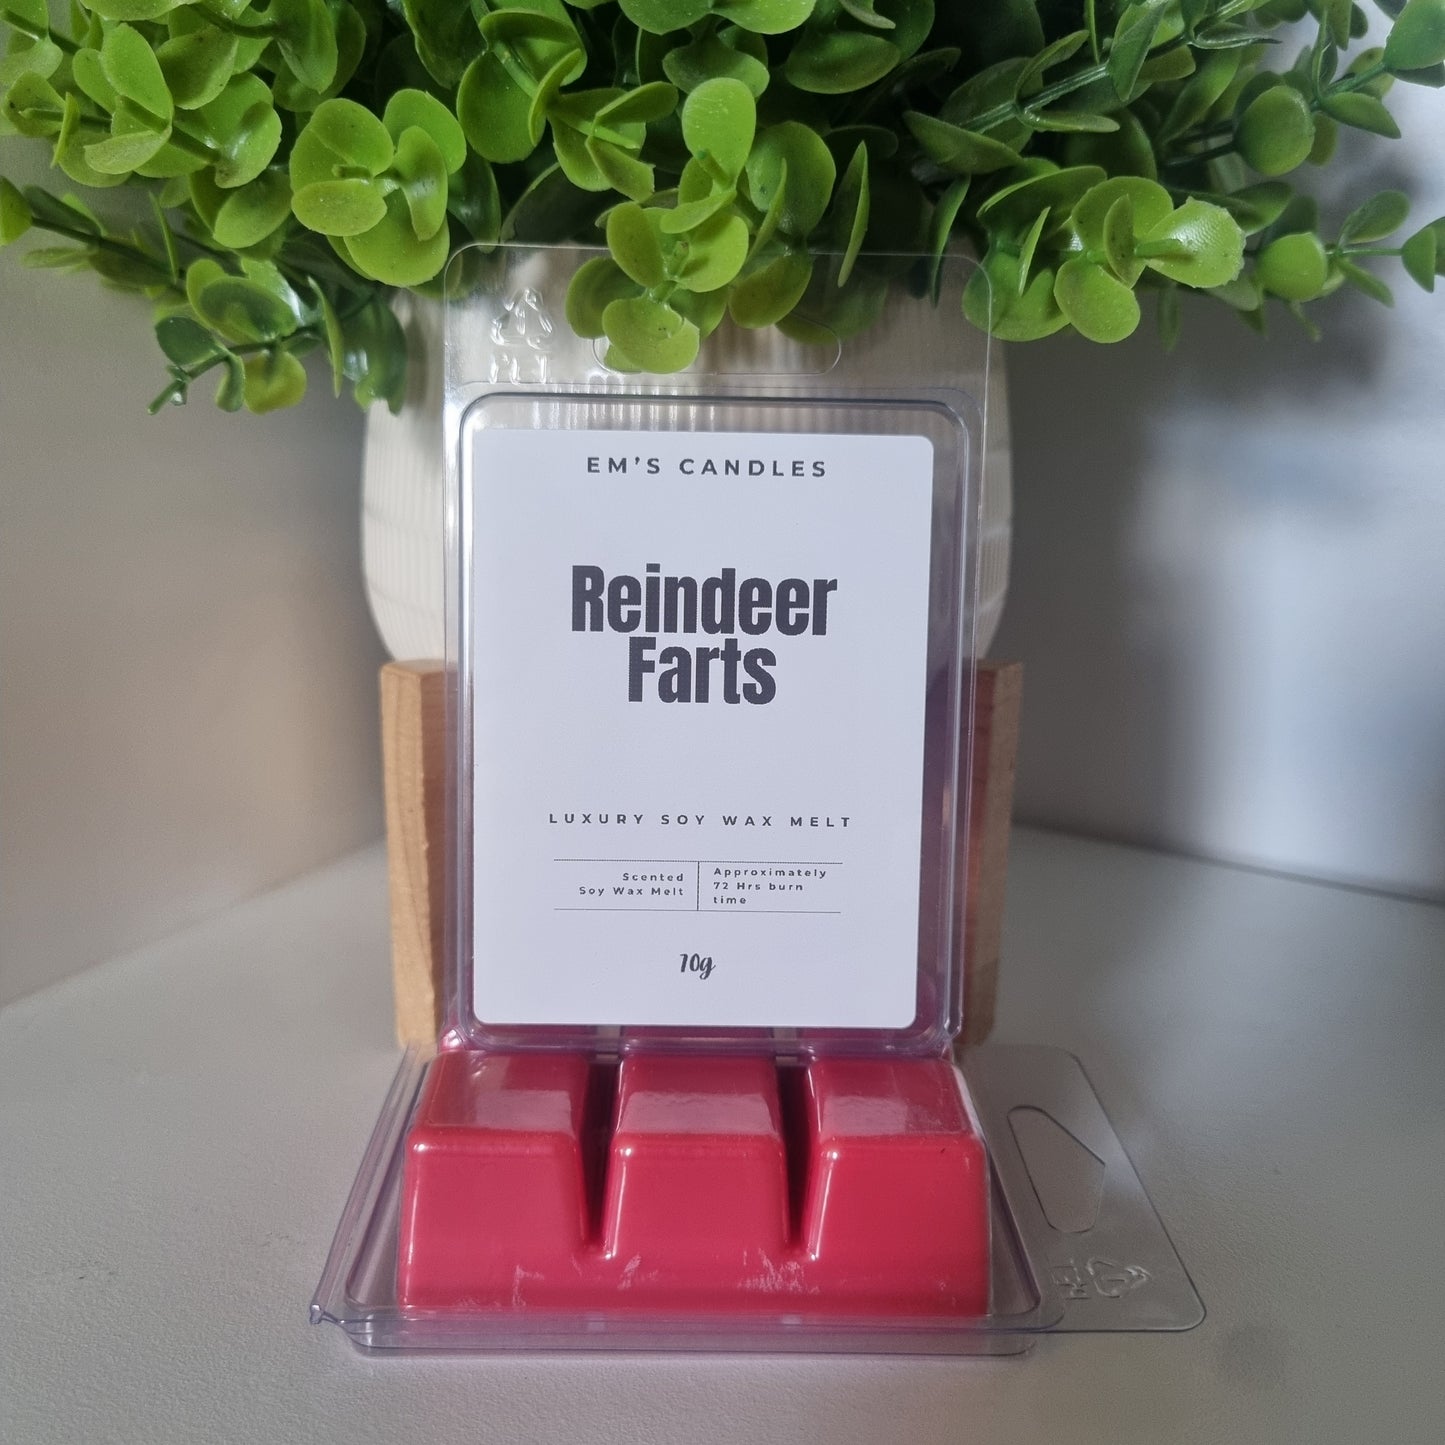 EM'S CANDLES
Reindeer
Farts
LUXURY SOY WAX MELT
Scented
Soy Wax Melt
Approximately
72 Hrs burn
time
70g